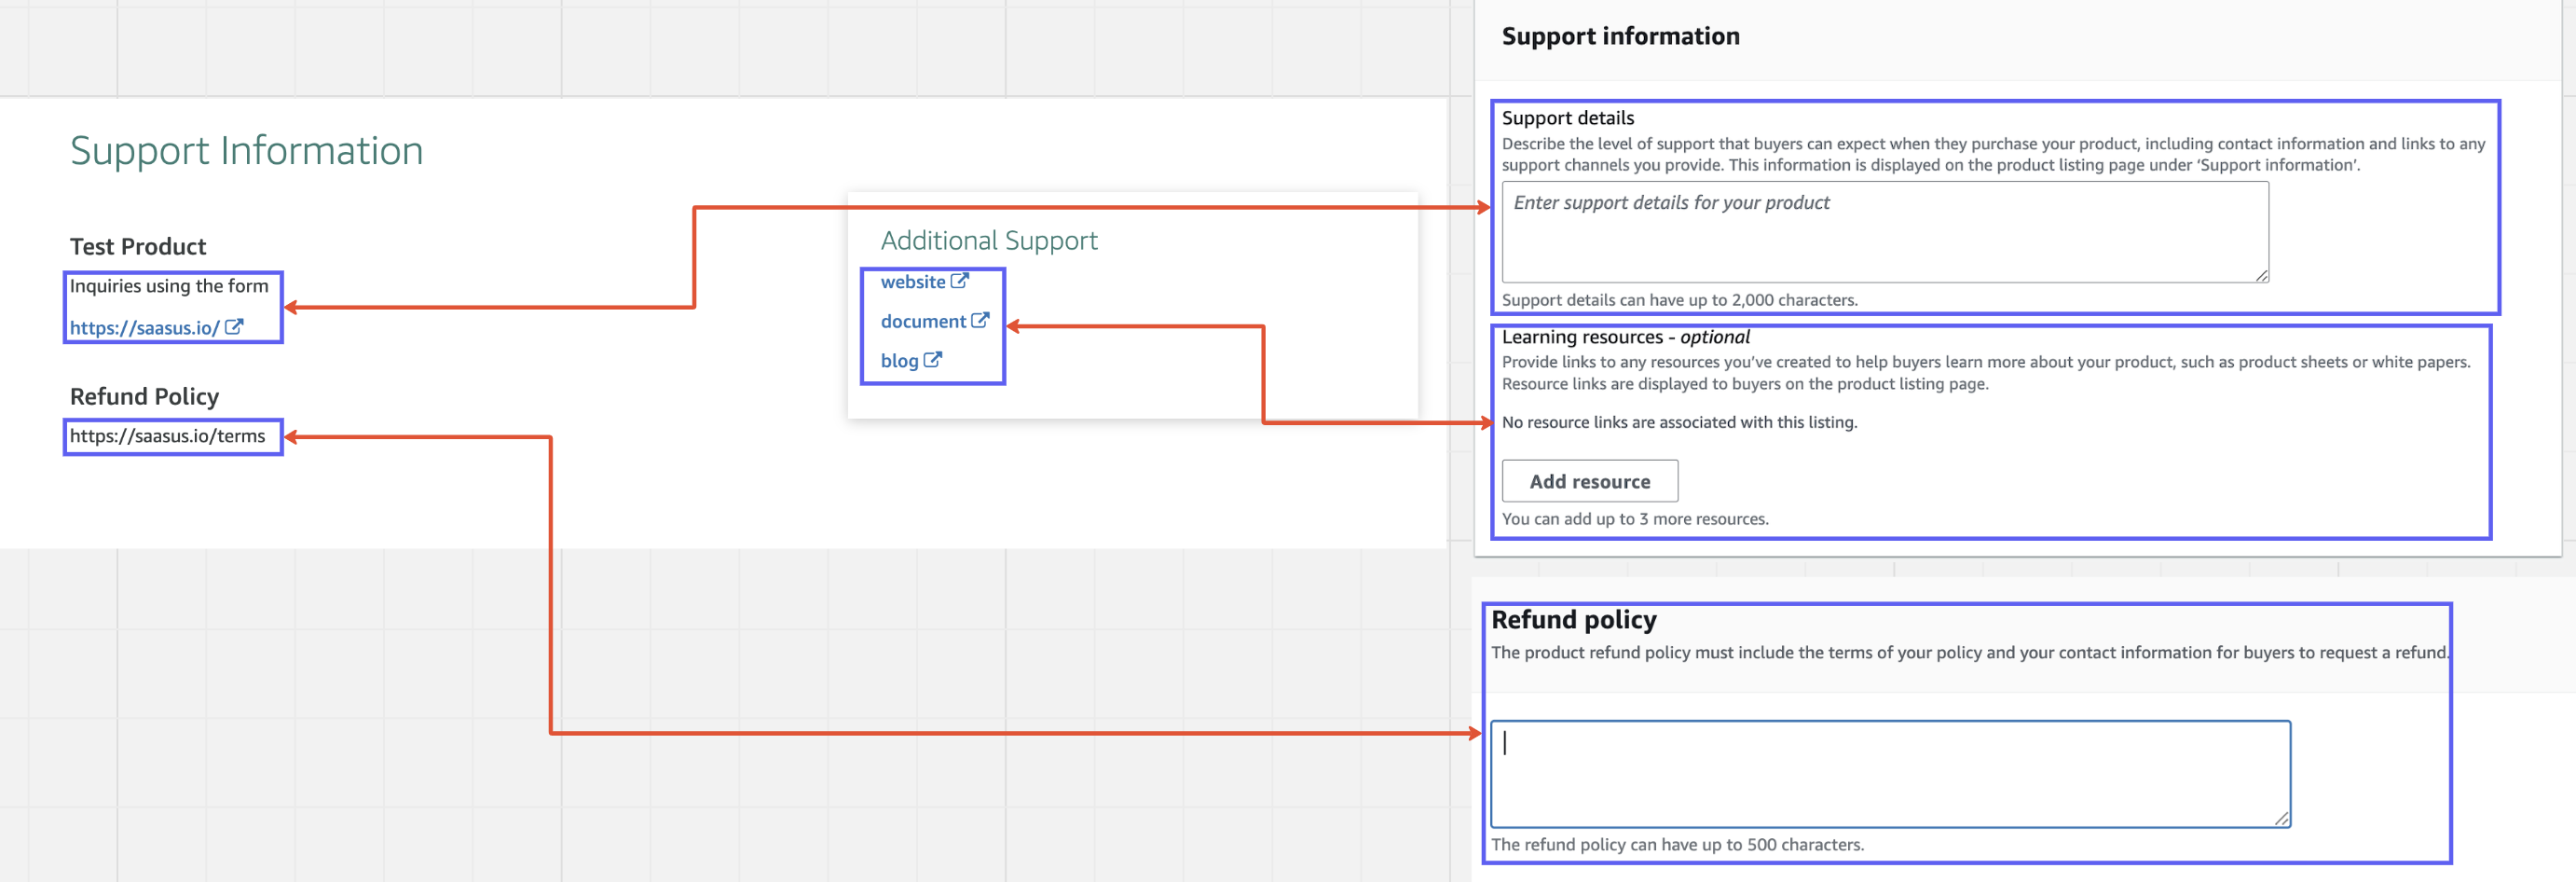 Support Information
Test Product
Inquiries using the form
https://saasus.io/
Refund Policy
https://saasus.io/terms
Additional Support
website
document
blog
Support information
Support details
Describe the level of support that buyers can expect when they purchase your product, including contact information and links to any
support channels you provide. This information is displayed on the product listing page under ‘Support information’.
Enter support details for your product
Support details can have up to 2,000 characters.
Learning resources - optional
Provide links to any resources you’ve created to help buyers learn more about your product, such as product sheets or white papers.
Resource links are displayed to buyers on the product listing page.
No resource links are associated with this listing.
Add resource
You can add up to 3 more resources.
Refund policy
The product refund policy must include the terms of your policy and your contact information for buyers to request a refund.
The refund policy can have up to 500 characters.